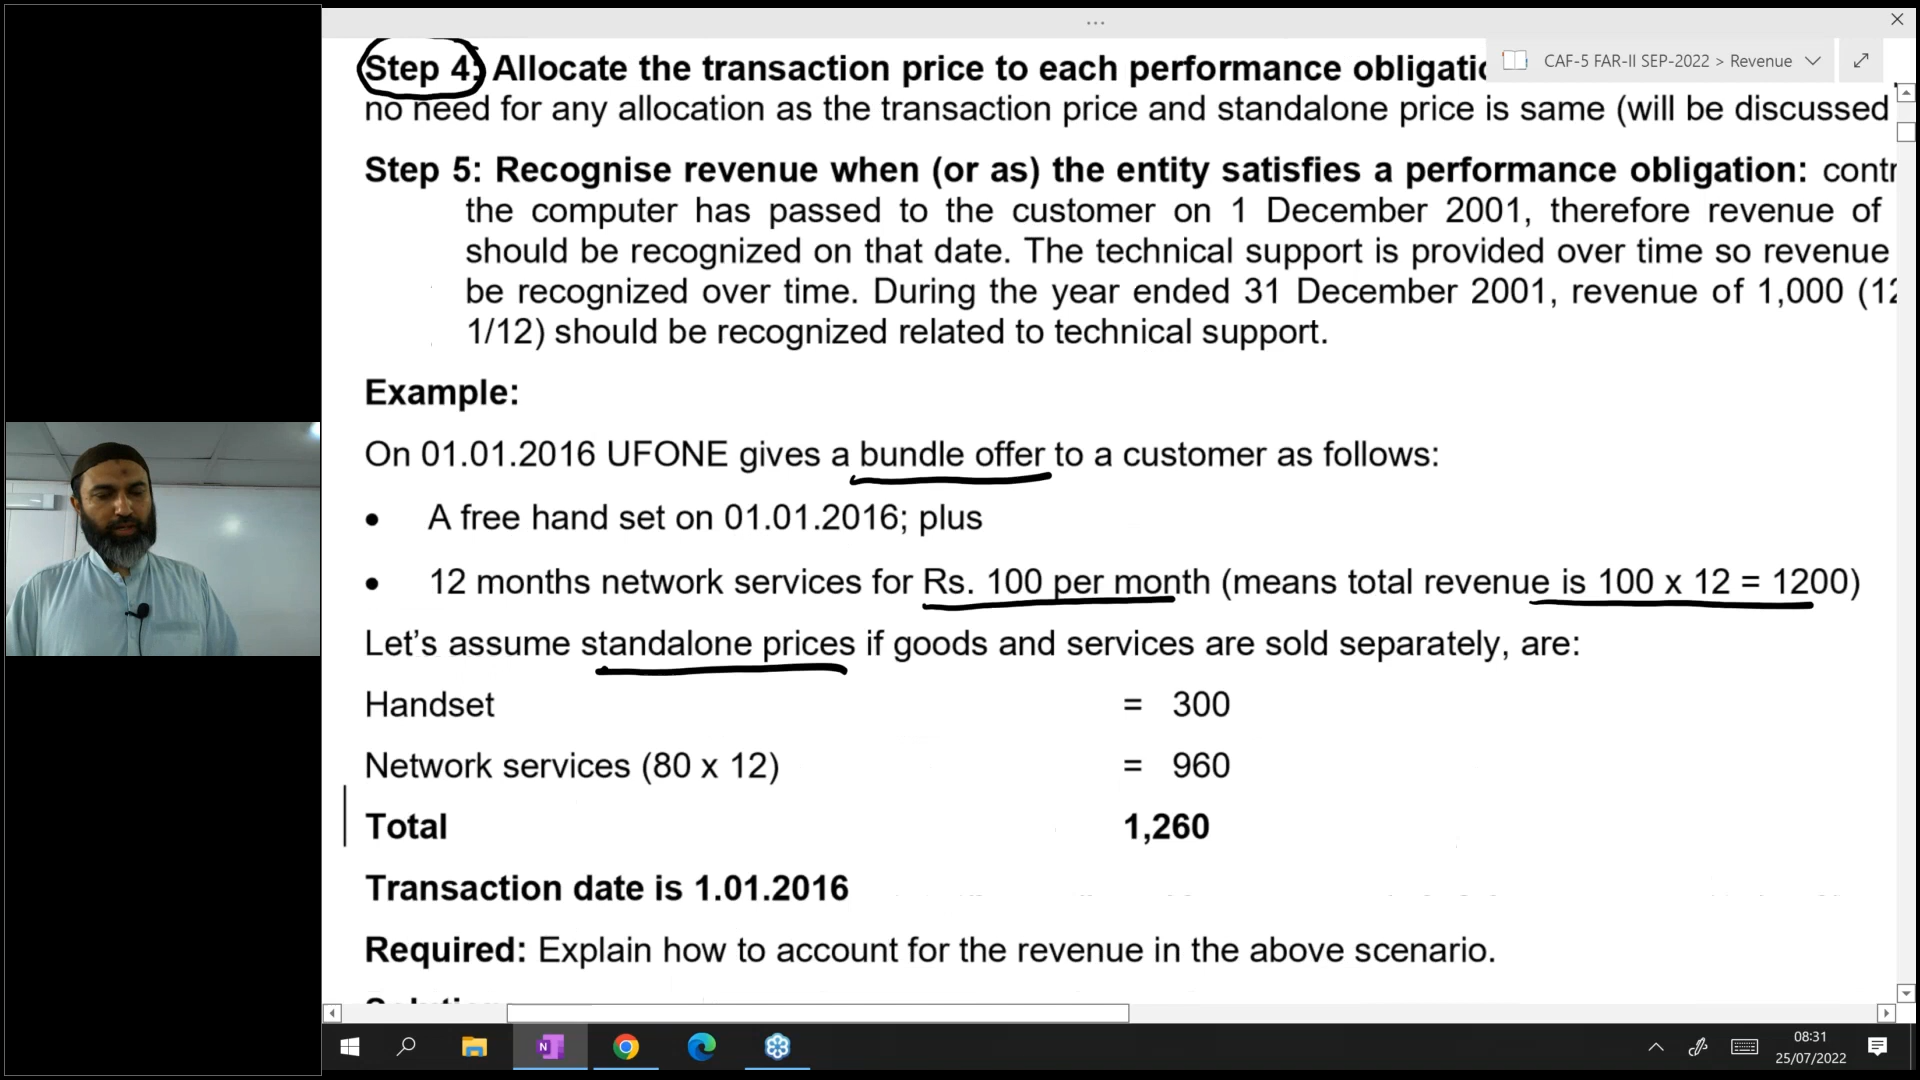 Step 4: Allocate the transaction price to each performance obligatio
CAF-5 FAR-II SEP-2022 > Revenue
no need for any allocation as the transaction price and standalone price is same (will be discussed
Step 5: Recognise revenue when (or as) the entity satisfies a performance obligation: contr
the computer has passed to the customer on 1 December 2001, therefore revenue of
should be recognized on that date. The technical support is provided over time so revenue
be recognized over time. During the year ended 31 December 2001, revenue of 1,000 (12
1/12) should be recognized related to technical support.
Example:
On 01.01.2016 UFONE gives a bundle offer to a customer as follows:
• A free hand set on 01.01.2016; plus
• 12 months network services for Rs. 100 per month (means total revenue is 100 x 12 = 1200)
Let's assume standalone prices if goods and services are sold separately, are:
Handset = 300
Network services (80 x 12) = 960
Total 1,260
Transaction date is 1.01.2016
Required: Explain how to account for the revenue in the above scenario.
08:31
25/07/2022